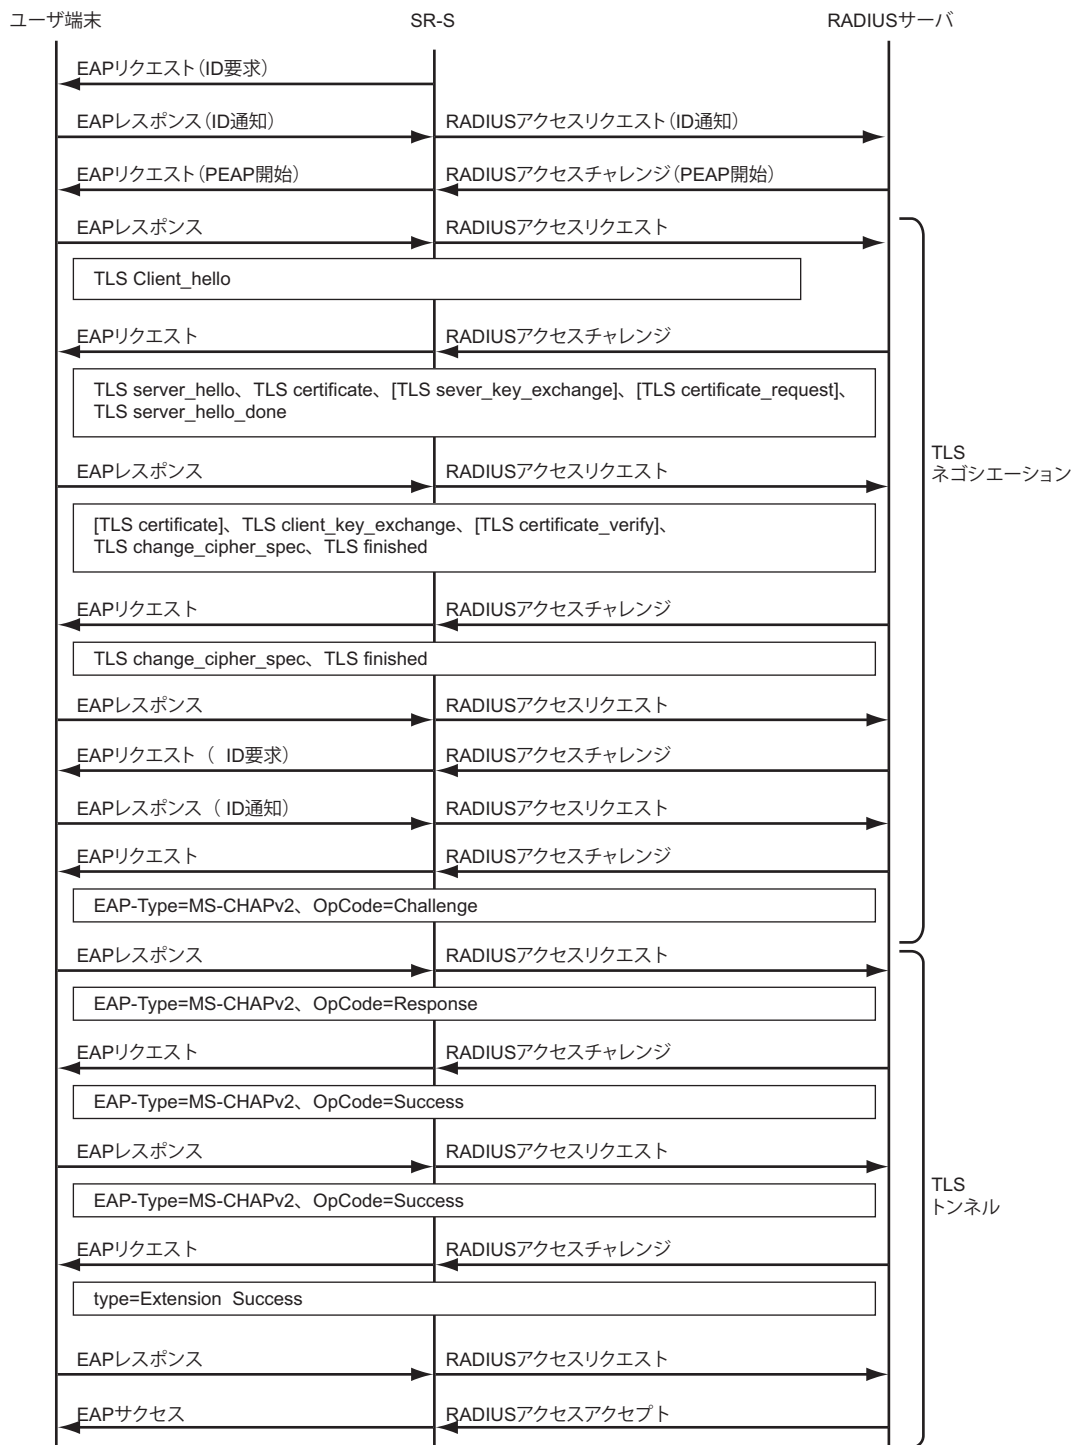 ユーザ端末
SR-S
RADIUSサーバ
EAPリクエスト（ID要求）
EAPレスポンス（ID通知）
RADIUSアクセスリクエスト（ID通知）
EAPリクエスト（PEAP開始）
RADIUSアクセスチャレンジ（PEAP開始）
EAPレスポンス
RADIUSアクセスリクエスト
TLS Client_hello
EAPリクエスト
RADIUSアクセスチャレンジ
TLS server_hello、TLS certificate、[TLS sever_key_exchange]、[TLS certificate_request]、
TLS server_hello_done
TLS
ネゴシエーション
EAPレスポンス
RADIUSアクセスリクエスト
[TLS certificate]、TLS client_key_exchange、[TLS certificate_verify]、
TLS change_cipher_spec、TLS finished
EAPリクエスト
RADIUSアクセスチャレンジ
TLS change_cipher_spec、TLS finished
EAPレスポンス
RADIUSアクセスリクエスト
EAPリクエスト（ ID要求）
RADIUSアクセスチャレンジ
EAPレスポンス（ ID通知）
RADIUSアクセスリクエスト
EAPリクエスト
RADIUSアクセスチャレンジ
EAP-Type=MS-CHAPv2、OpCode=Challenge
EAPレスポンス
RADIUSアクセスリクエスト
EAP-Type=MS-CHAPv2、OpCode=Response
EAPリクエスト
RADIUSアクセスチャレンジ
EAP-Type=MS-CHAPv2、OpCode=Success
EAPレスポンス
RADIUSアクセスリクエスト
EAP-Type=MS-CHAPv2、OpCode=Success
TLS
トンネル
EAPリクエスト
RADIUSアクセスチャレンジ
type=Extension Success
EAPレスポンス
RADIUSアクセスリクエスト
EAPサクセス
RADIUSアクセスアクセプト